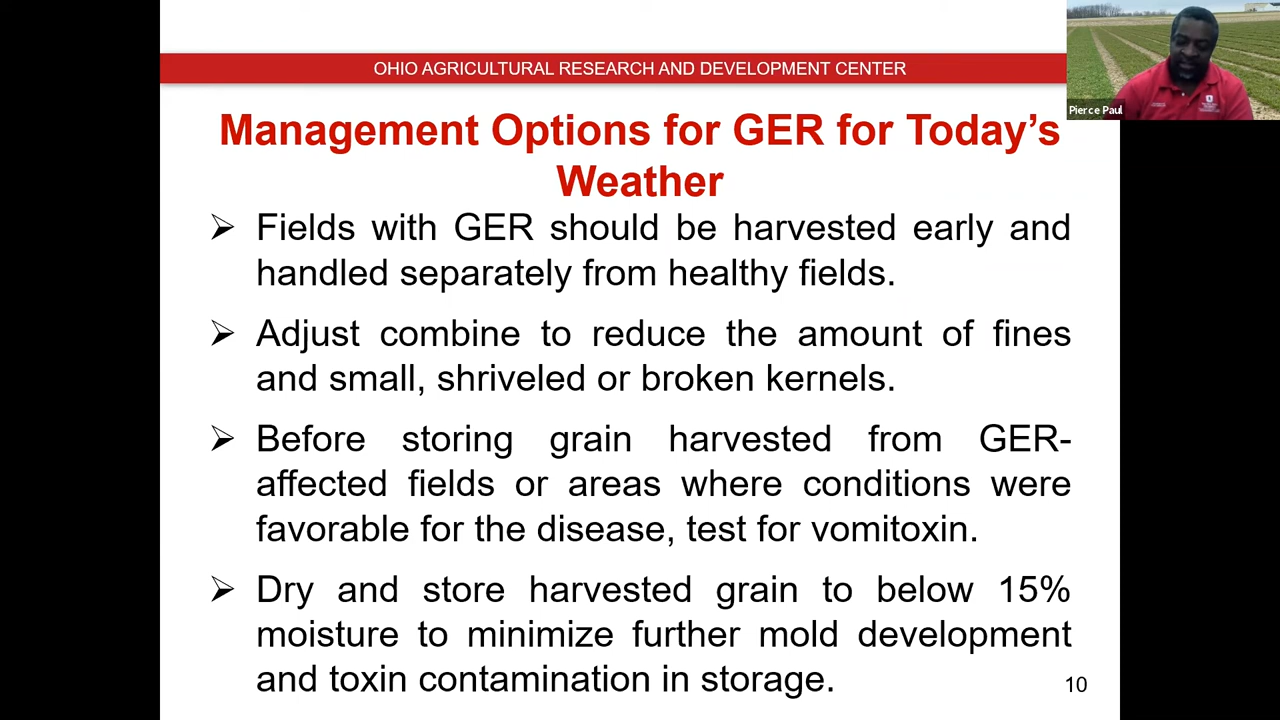 OHIO AGRICULTURAL RESEARCH AND DEVELOPMENT CENTER
Pierce Paul
Management Options for GER for Today’s
Weather
➢ Fields with GER should be harvested early and
handled separately from healthy fields.
➢ Adjust combine to reduce the amount of fines
and small, shriveled or broken kernels.
➢ Before storing grain harvested from GER-
affected fields or areas where conditions were
favorable for the disease, test for vomitoxin.
➢ Dry and store harvested grain to below 15%
moisture to minimize further mold development
and toxin contamination in storage.
10